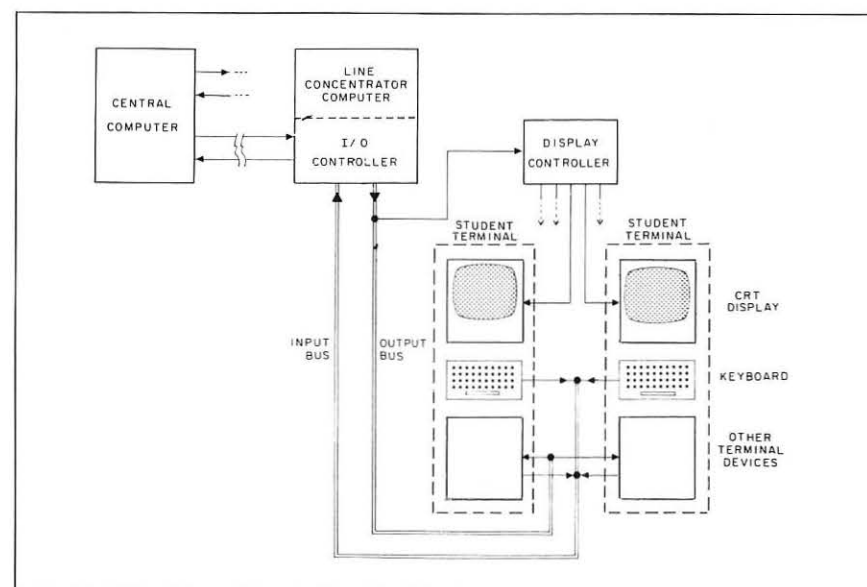 CENTRAL
COMPUTER
LINE
CONCENTRATOR
COMPUTER
I/O
CONTROLLER
DISPLAY
CONTROLLER
STUDENT
TERMINAL
STUDENT
TERMINAL
CRT
DISPLAY
INPUT
BUS
OUTPUT
BUS
KEYBOARD
OTHER
TERMINAL
DEVICES